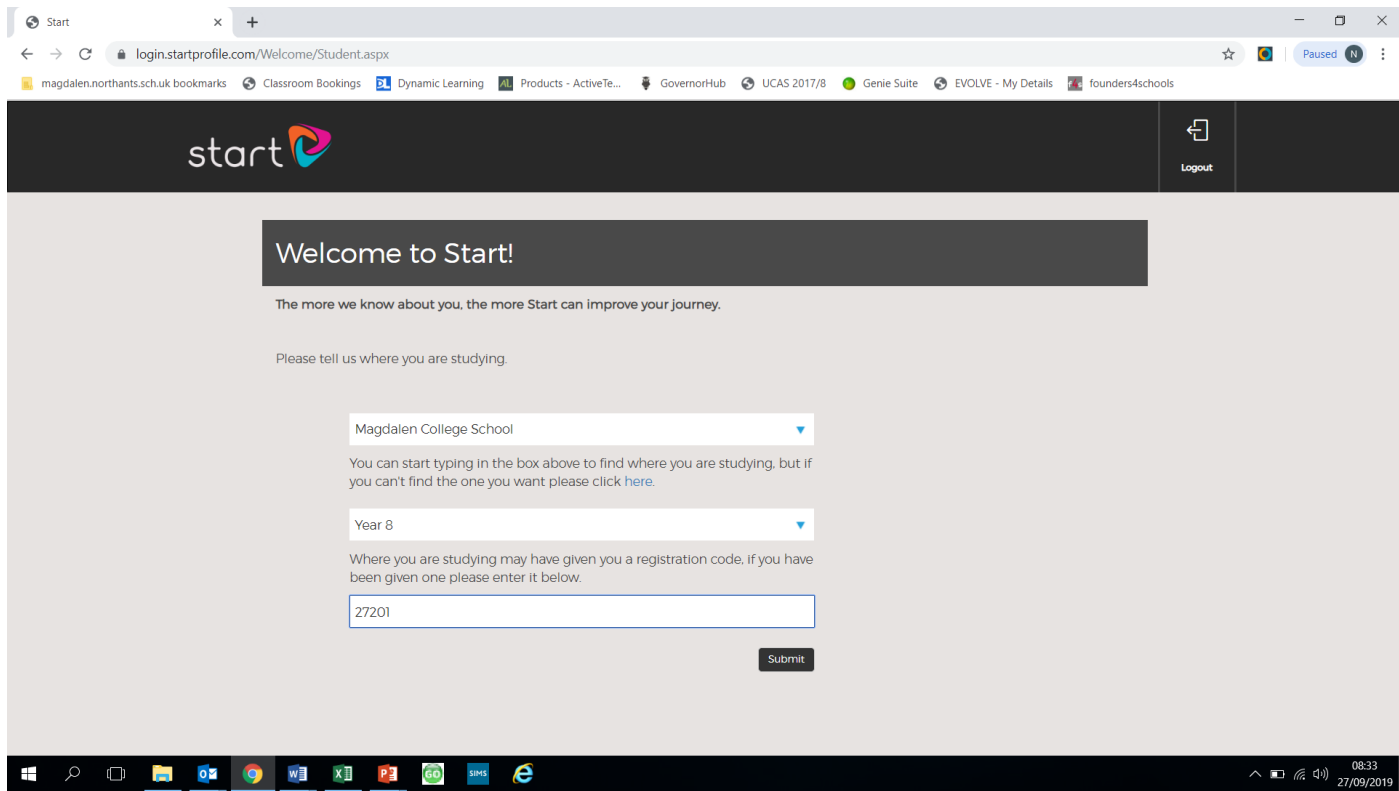 Start
login.startprofile.com/Welcome/Student.aspx
Paused N
magdalen.northants.sch.uk bookmarks Classroom Bookings DL Dynamic Learning AL Products - ActiveTe... GovernorHub UCAS 2017/8 Genie Suite EVOLVE - My Details founders4schools
start
Logout
Welcome to Start!
The more we know about you, the more Start can improve your journey.
Please tell us where you are studying.
Magdalen College School
You can start typing in the box above to find where you are studying, but if
you can't find the one you want please click here.
Year 8
Where you are studying may have given you a registration code, if you have
been given one please enter it below.
27201
Submit
GO SIMS
08:33
27/09/2019